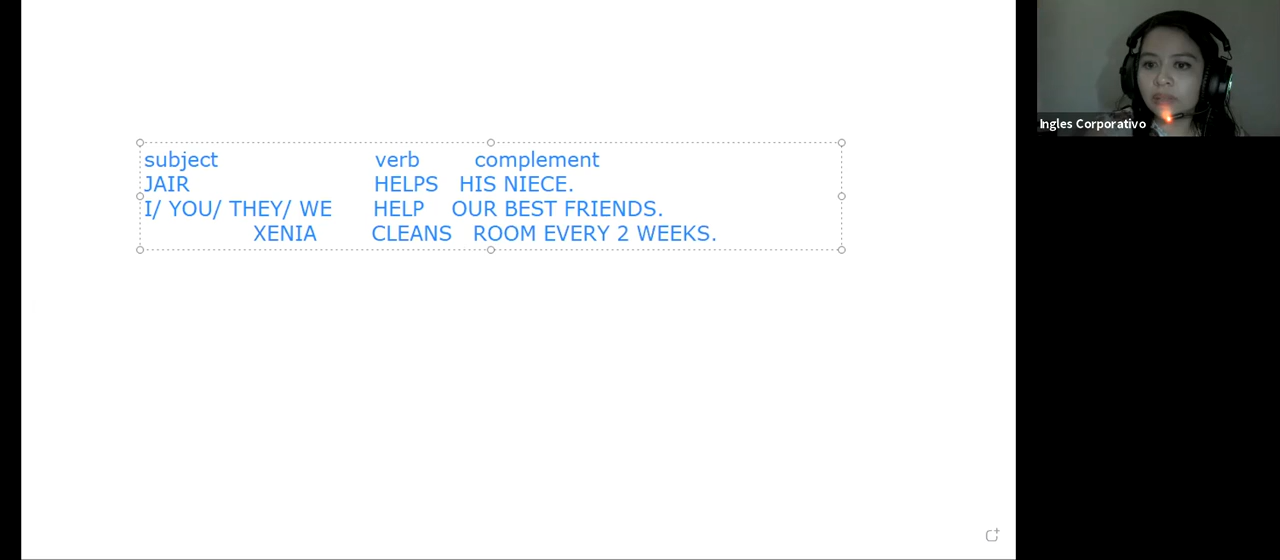 subject verb complement
JAIR HELPS HIS NIECE.
I/ YOU/ THEY/ WE HELP OUR BEST FRIENDS.
XENIA CLEANS ROOM EVERY 2 WEEKS.
Ingles Corporativo